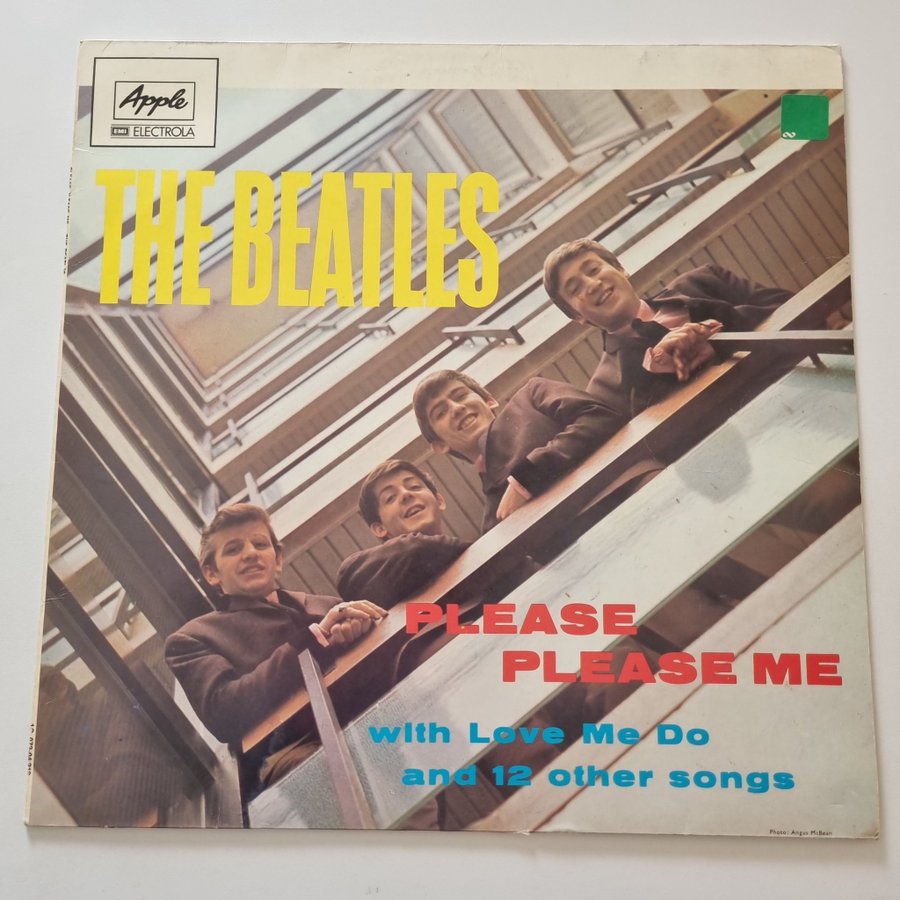 Apple
EMI ELECTROLA
THE BEATLES
PLEASE
PLEASE ME
with Love Me Do
and 12 other songs
Photo: Angus McBean